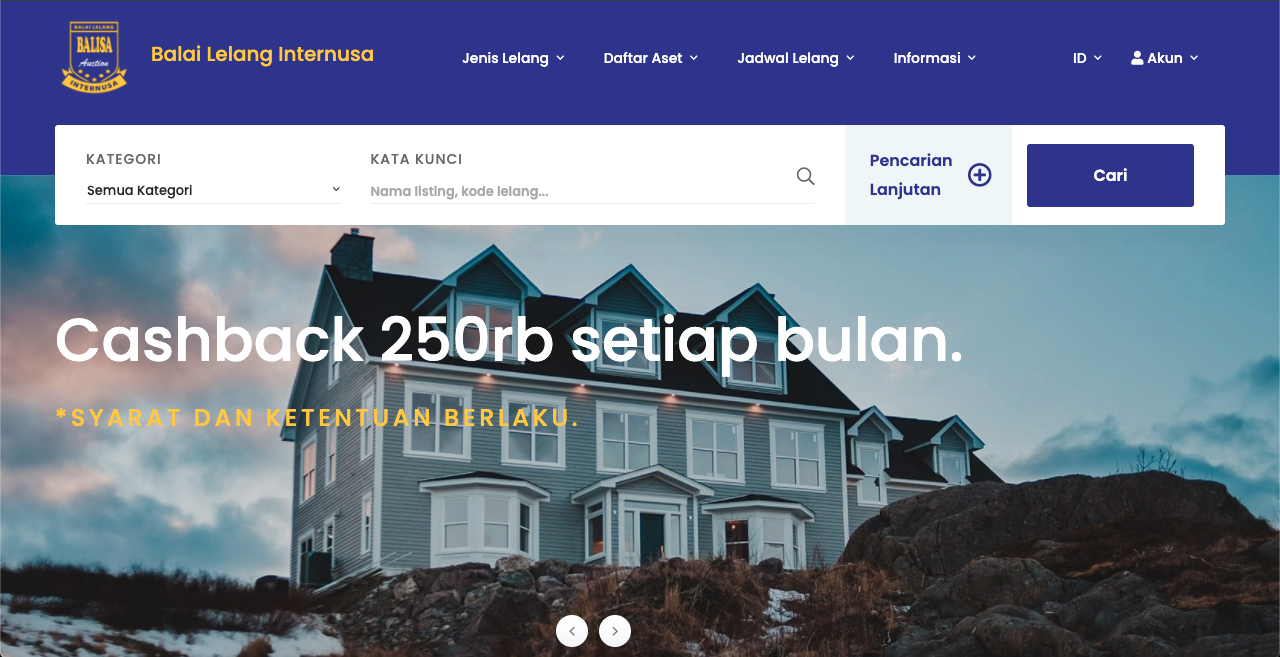 BALAI LELANG
BALISA
Auction
INTERNUSA
Balai Lelang Internusa
Jenis Lelang
Daftar Aset
Jadwal Lelang
Informasi
ID
Akun
KATEGORI
Semua Kategori
KATA KUNCI
Nama listing, kode lelang...
Pencarian
Lanjutan
Cari
Cashback 250rb setiap bulan.
*SYARAT DAN KETENTUAN BERLAKU.